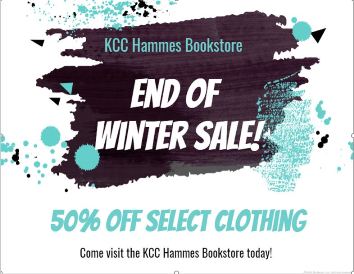 KCC Hammes Bookstore
END OF
WINTER SALE!
50% OFF SELECT CLOTHING
Come visit the KCC Hammes Bookstore today!